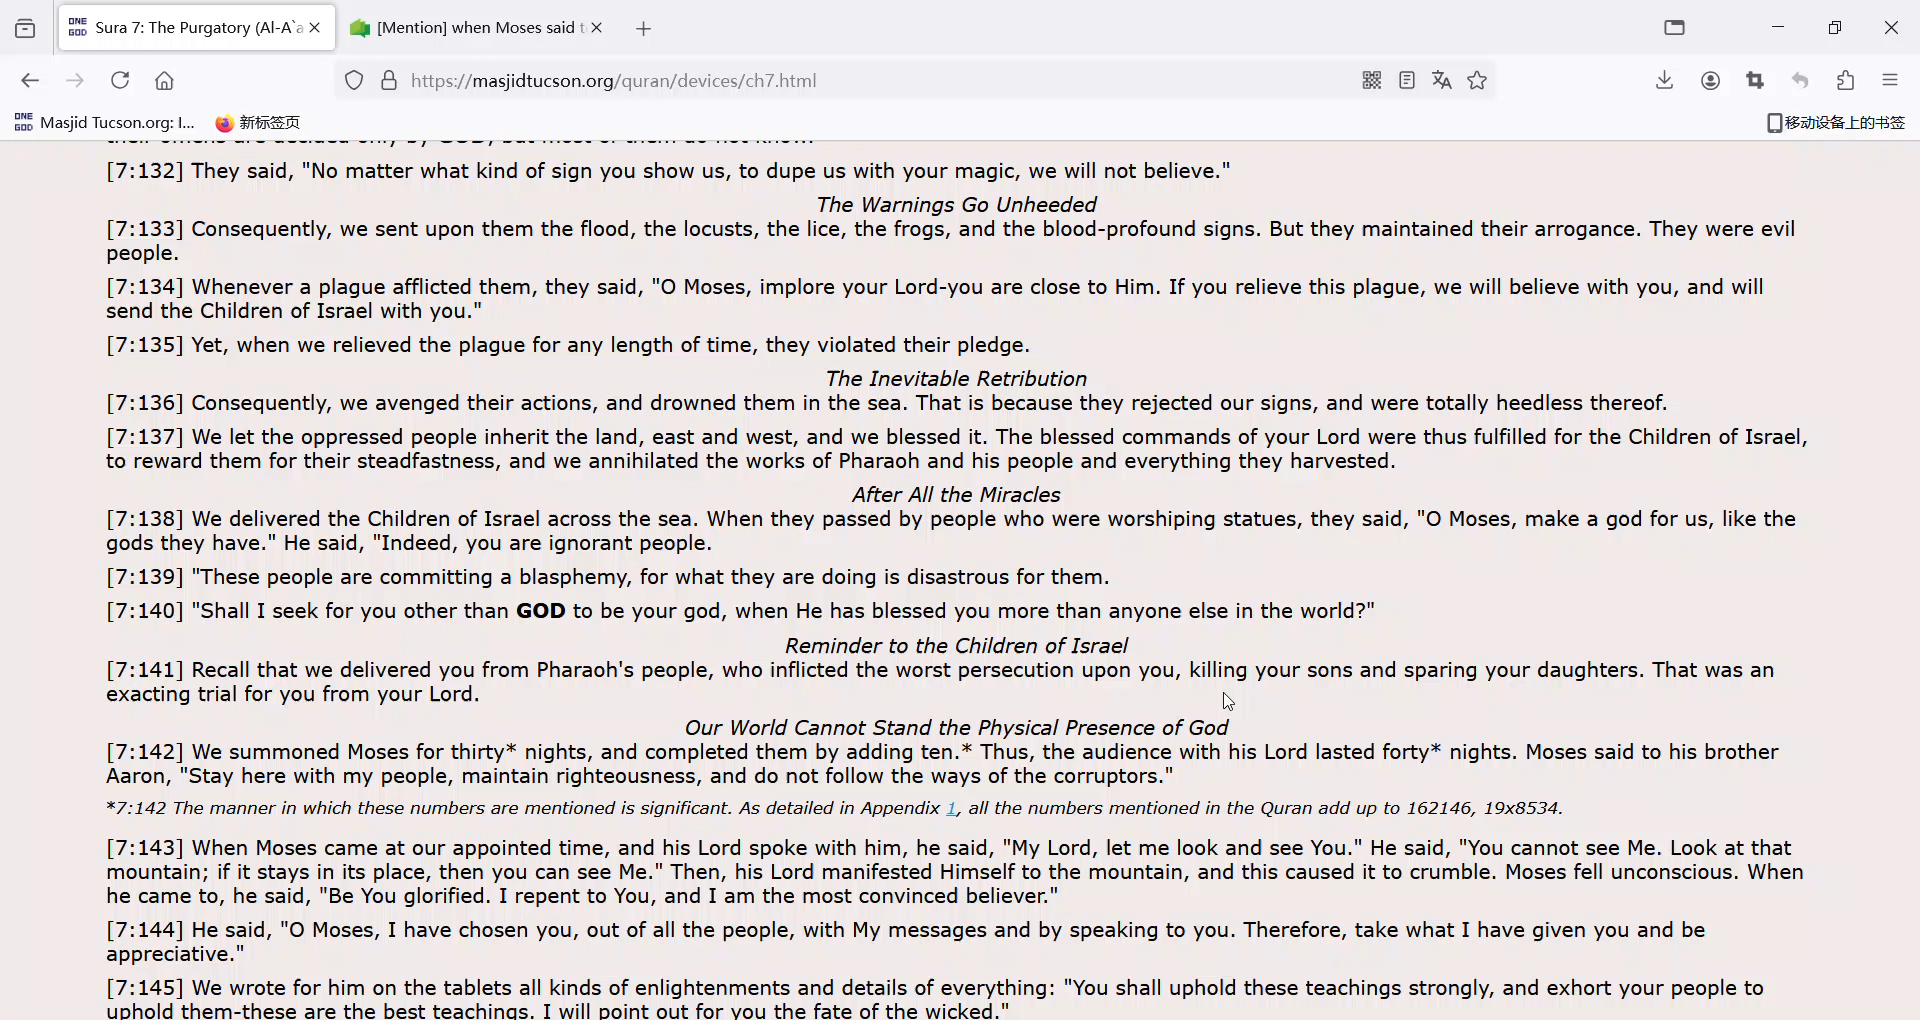 ONE GOD Sura 7: The Purgatory (Al-A`a
[Mention] when Moses said t
https://masjidtucson.org/quran/devices/ch7.html
ONE GOD Masjid Tucson.org: I...
新标签页
移动设备上的书签
their omens are decided only by GOD, but most of them do not know.
[7:132] They said, "No matter what kind of sign you show us, to dupe us with your magic, we will not believe."
The Warnings Go Unheeded
[7:133] Consequently, we sent upon them the flood, the locusts, the lice, the frogs, and the blood-profound signs. But they maintained their arrogance. They were evil
people.
[7:134] Whenever a plague afflicted them, they said, "O Moses, implore your Lord-you are close to Him. If you relieve this plague, we will believe with you, and will
send the Children of Israel with you."
[7:135] Yet, when we relieved the plague for any length of time, they violated their pledge.
The Inevitable Retribution
[7:136] Consequently, we avenged their actions, and drowned them in the sea. That is because they rejected our signs, and were totally heedless thereof.
[7:137] We let the oppressed people inherit the land, east and west, and we blessed it. The blessed commands of your Lord were thus fulfilled for the Children of Israel,
to reward them for their steadfastness, and we annihilated the works of Pharaoh and his people and everything they harvested.
After All the Miracles
[7:138] We delivered the Children of Israel across the sea. When they passed by people who were worshiping statues, they said, "O Moses, make a god for us, like the
gods they have." He said, "Indeed, you are ignorant people.
[7:139] "These people are committing a blasphemy, for what they are doing is disastrous for them.
[7:140] "Shall I seek for you other than GOD to be your god, when He has blessed you more than anyone else in the world?"
Reminder to the Children of Israel
[7:141] Recall that we delivered you from Pharaoh's people, who inflicted the worst persecution upon you, killing your sons and sparing your daughters. That was an
exacting trial for you from your Lord.
Our World Cannot Stand the Physical Presence of God
[7:142] We summoned Moses for thirty* nights, and completed them by adding ten.* Thus, the audience with his Lord lasted forty* nights. Moses said to his brother
Aaron, "Stay here with my people, maintain righteousness, and do not follow the ways of the corruptors."
*7:142 The manner in which these numbers are mentioned is significant. As detailed in Appendix 1, all the numbers mentioned in the Quran add up to 162146, 19x8534.
[7:143] When Moses came at our appointed time, and his Lord spoke with him, he said, "My Lord, let me look and see You." He said, "You cannot see Me. Look at that
mountain; if it stays in its place, then you can see Me." Then, his Lord manifested Himself to the mountain, and this caused it to crumble. Moses fell unconscious. When
he came to, he said, "Be You glorified. I repent to You, and I am the most convinced believer."
[7:144] He said, "O Moses, I have chosen you, out of all the people, with My messages and by speaking to you. Therefore, take what I have given you and be
appreciative."
[7:145] We wrote for him on the tablets all kinds of enlightenments and details of everything: "You shall uphold these teachings strongly, and exhort your people to
uphold them-these are the best teachings. I will point out for you the fate of the wicked."